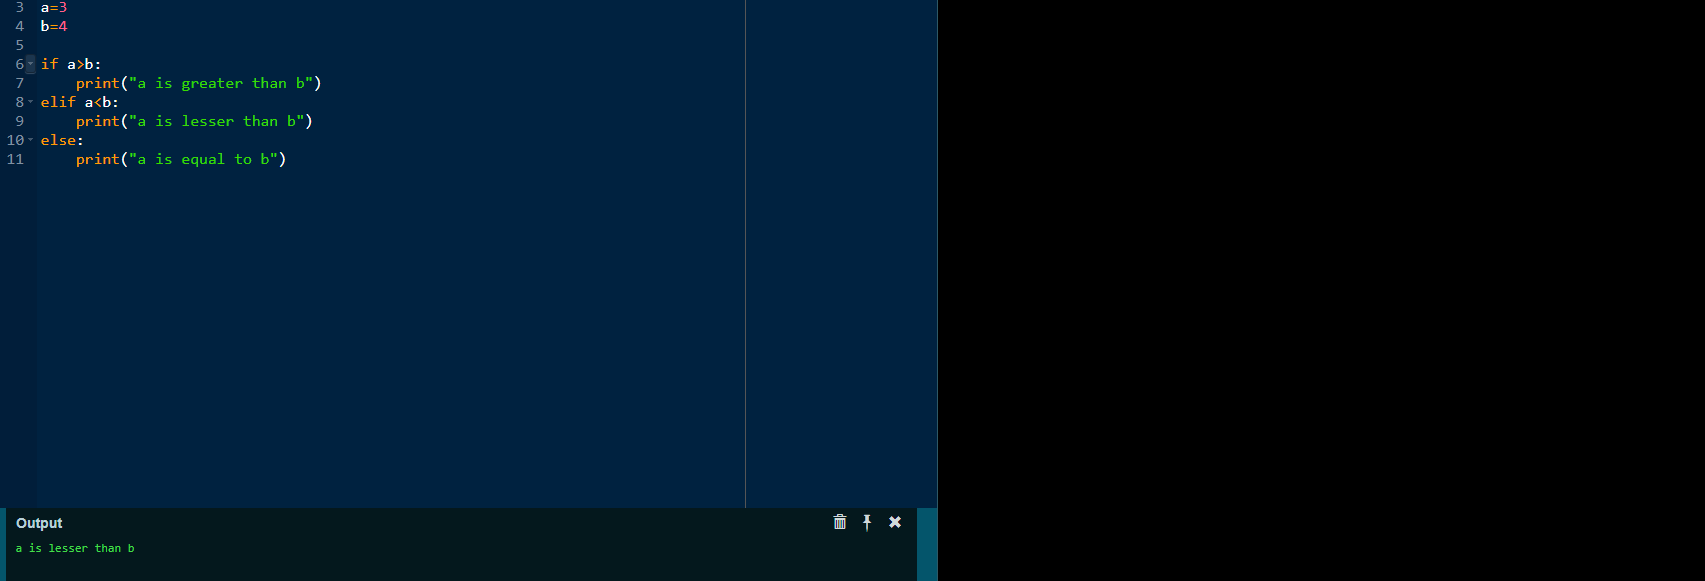 3 a=3
4 b=4
5
6 if a>b:
7     print("a is greater than b")
8 elif a<b:
9     print("a is lesser than b")
10 else:
11     print("a is equal to b")
Output
a is lesser than b